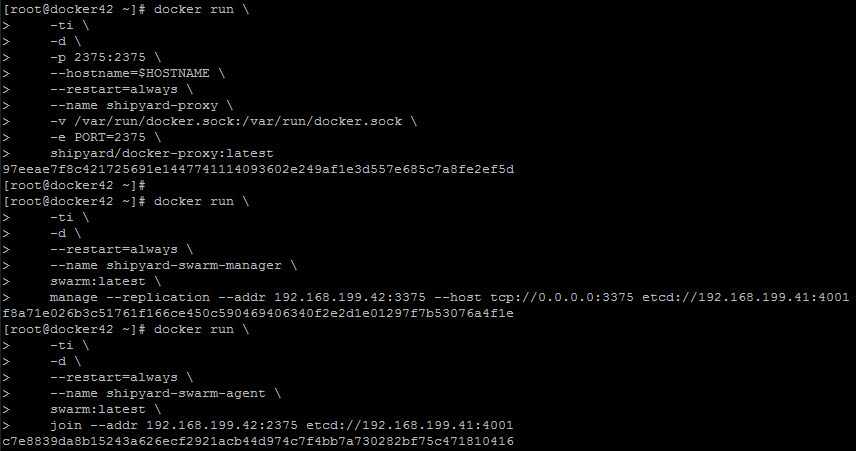 [root@docker42 ~]# docker run \
>     -ti \
>     -d \
>     -p 2375:2375 \
>     --hostname=$HOSTNAME \
>     --restart=always \
>     --name shipyard-proxy \
>     -v /var/run/docker.sock:/var/run/docker.sock \
>     -e PORT=2375 \
>     shipyard/docker-proxy:latest
97eeae7f8c421725691e1447741114093602e249af1e3d557e685c7a8fe2ef5d
[root@docker42 ~]#
[root@docker42 ~]# docker run \
>     -ti \
>     -d \
>     --restart=always \
>     --name shipyard-swarm-manager \
>     swarm:latest \
>     manage --replication --addr 192.168.199.42:3375 --host tcp://0.0.0.0:3375 etcd://192.168.199.41:4001
f8a71e026b3c51761f166ce450c590469406340f2e2d1e01297f7b53076a4f1e
[root@docker42 ~]# docker run \
>     -ti \
>     -d \
>     --restart=always \
>     --name shipyard-swarm-agent \
>     swarm:latest \
>     join --addr 192.168.199.42:2375 etcd://192.168.199.41:4001
c7e8839da8b15243a626ecf2921acb44d974c7f4bb7a730282bf75c471810416